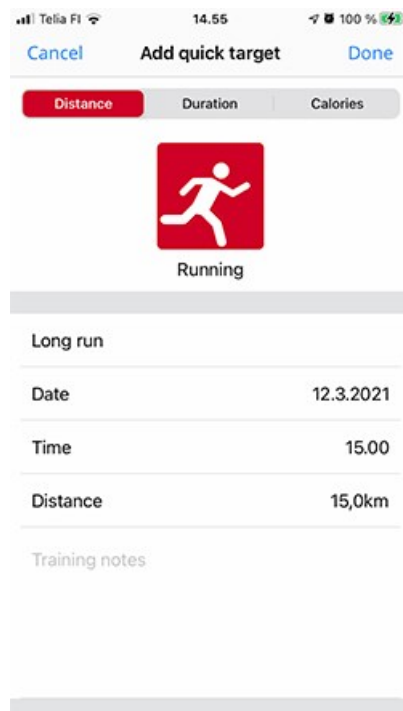 Telia FI 14.55 100 %
Cancel Add quick target Done
Distance Duration Calories
Running
Long run
Date 12.3.2021
Time 15.00
Distance 15,0km
Training notes